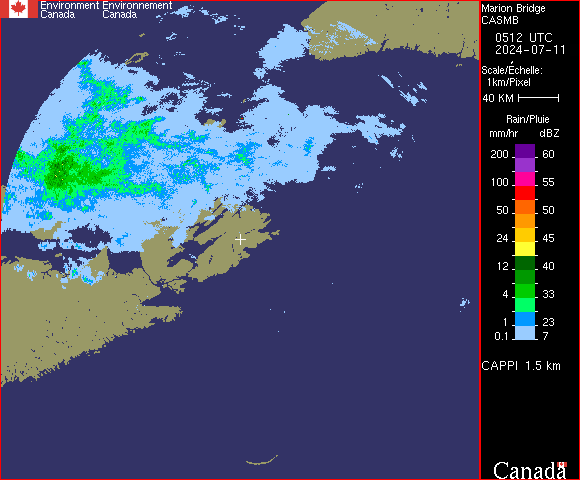 Environment Environnement
Canada Canada
Marion Bridge
CASMB
0512 UTC
2024-07-11
Scale/Échelle:
1km/Pixel
40 KM
Rain/Pluie
mm/hr dBZ
200 60
100 55
50 50
24 45
12 40
4 33
1 23
0.1 7
CAPPI 1.5 km
Canada